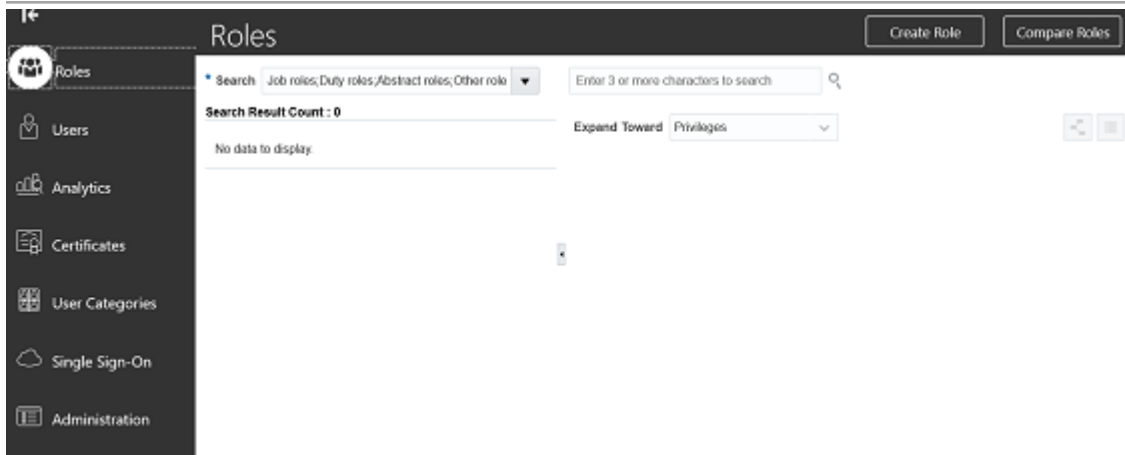 Roles
Create Role
Compare Roles
Roles
Users
Analytics
Certificates
User Categories
Single Sign-On
Administration
* Search Job roles;Duty roles;Abstract roles;Other role
Enter 3 or more characters to search
Search Result Count : 0
No data to display.
Expand Toward Privileges